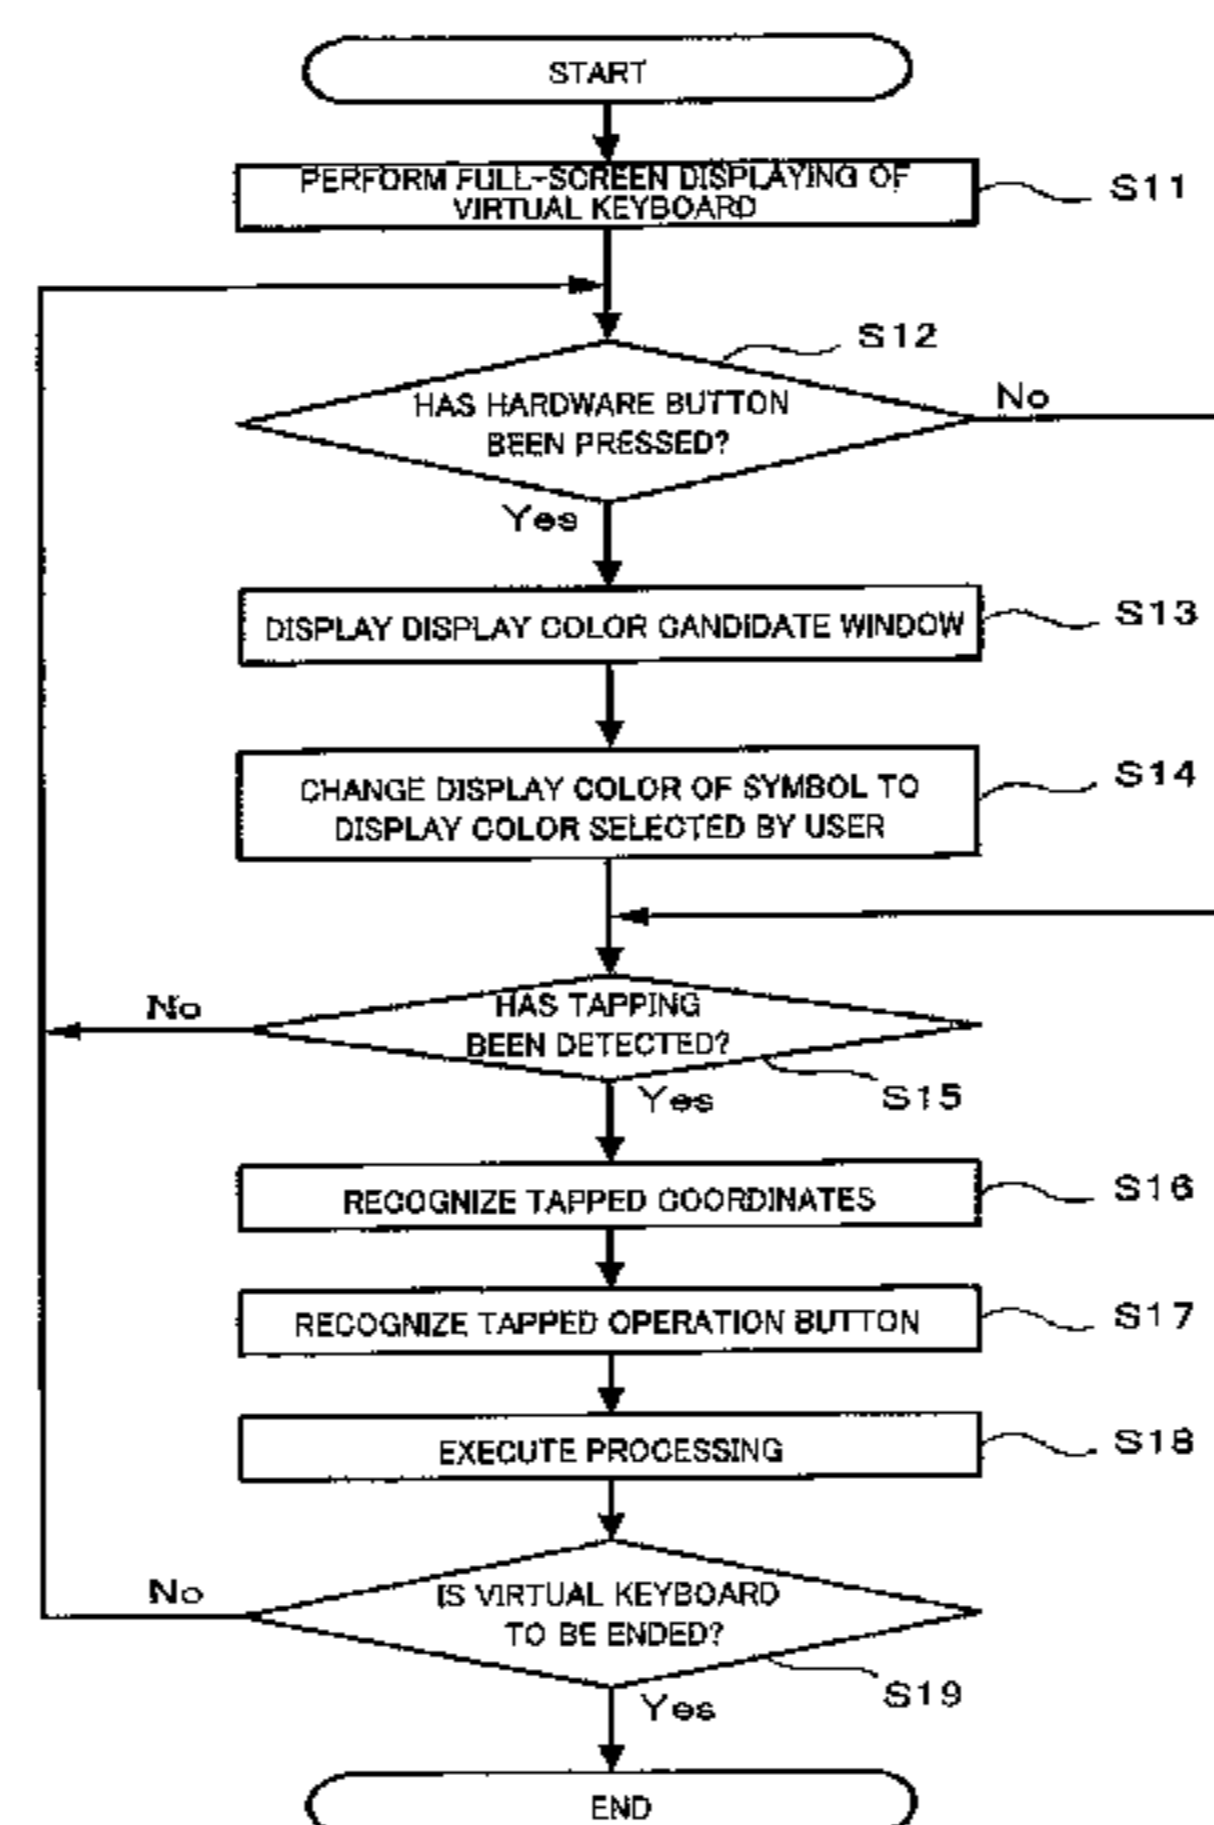 START
PERFORM FULL-SCREEN DISPLAYING OF
VIRTUAL KEYBOARD
S11
S12
HAS HARDWARE BUTTON
BEEN PRESSED?
No
Yes
DISPLAY DISPLAY COLOR CANDIDATE WINDOW
S13
CHANGE DISPLAY COLOR OF SYMBOL TO
DISPLAY COLOR SELECTED BY USER
S14
HAS TAPPING
BEEN DETECTED?
No
S15
Yes
RECOGNIZE TAPPED COORDINATES
S16
RECOGNIZE TAPPED OPERATION BUTTON
S17
EXECUTE PROCESSING
S18
No
IS VIRTUAL KEYBOARD
TO BE ENDED?
S19
Yes
END